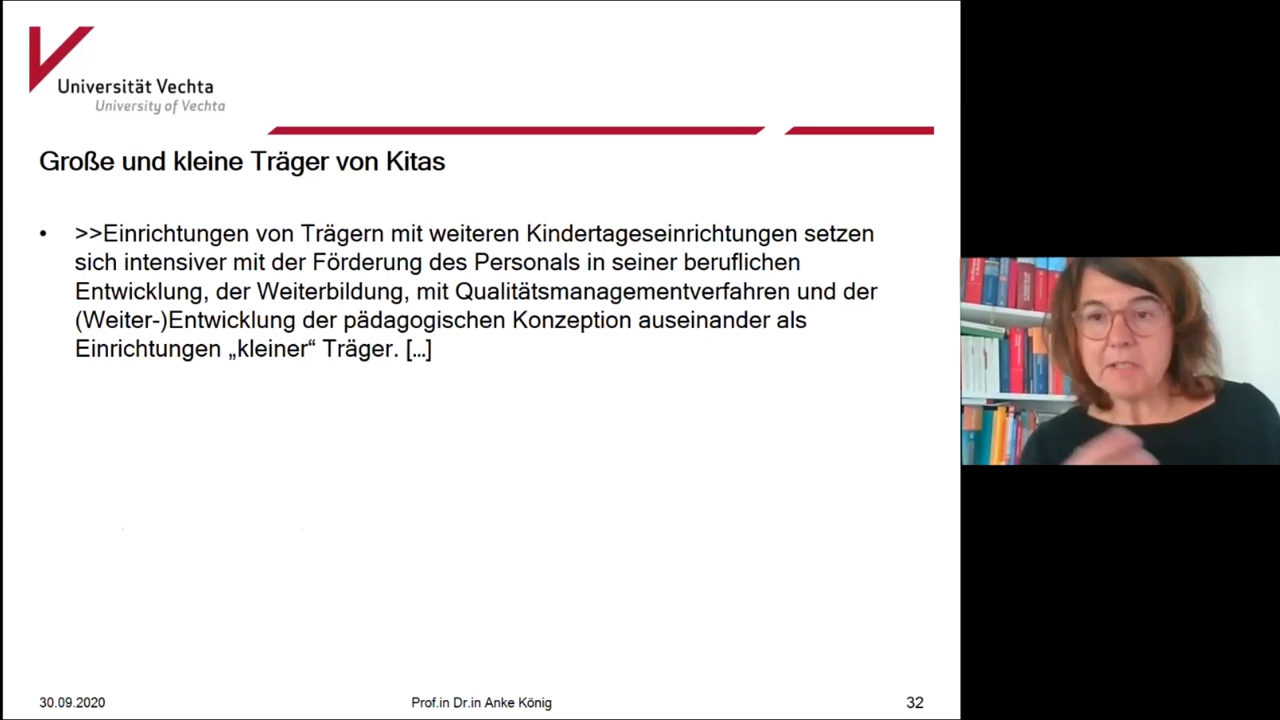 Universität Vechta
University of Vechta
Große und kleine Träger von Kitas
• >>Einrichtungen von Trägern mit weiteren Kindertageseinrichtungen setzen
sich intensiver mit der Förderung des Personals in seiner beruflichen
Entwicklung, der Weiterbildung, mit Qualitätsmanagementverfahren und der
(Weiter-)Entwicklung der pädagogischen Konzeption auseinander als
Einrichtungen „kleiner“ Träger. […]
30.09.2020
Prof.in Dr.in Anke König
32